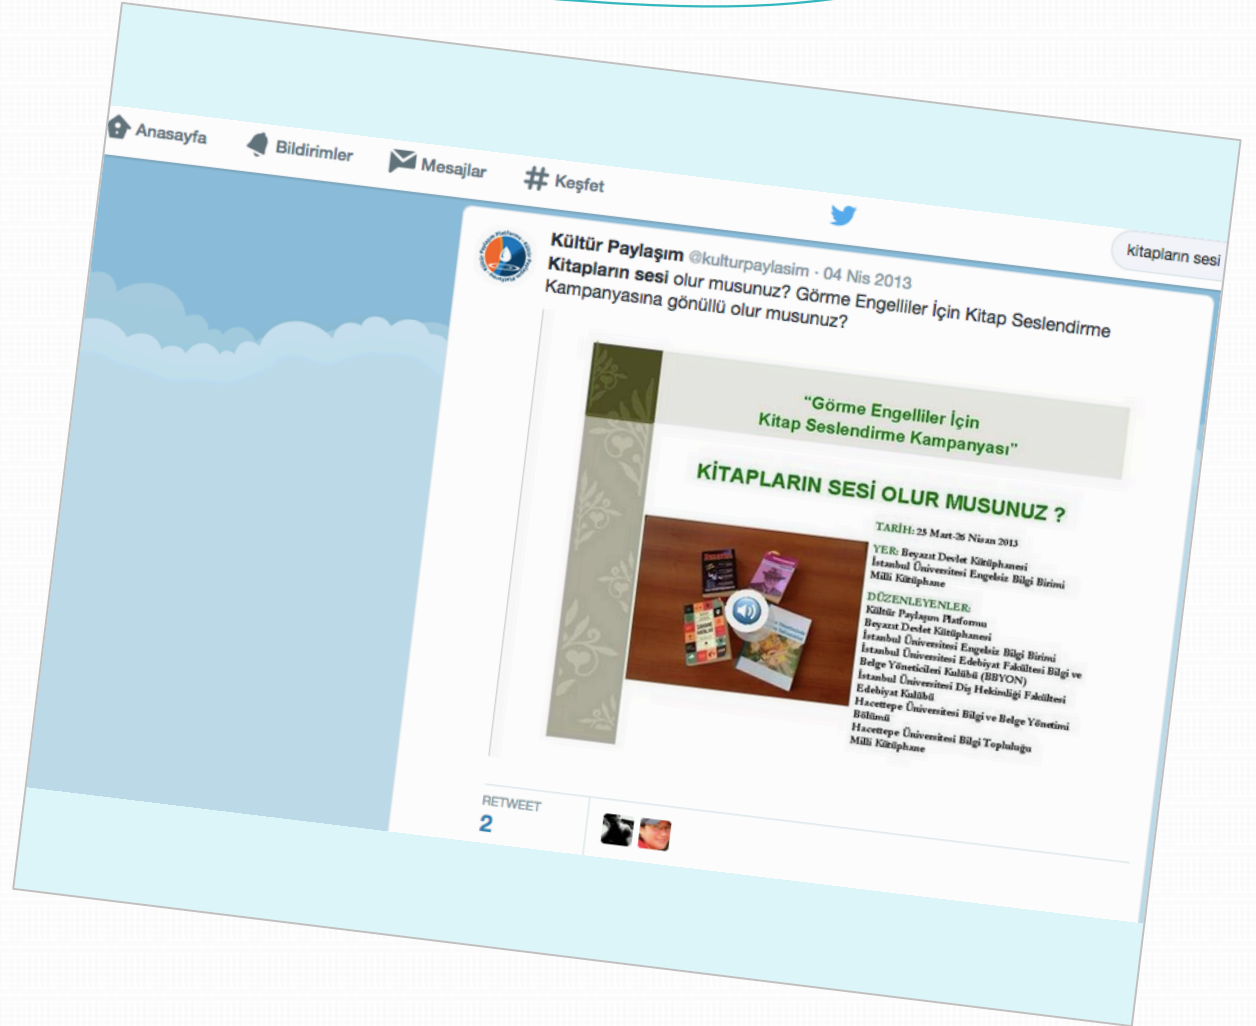 Anasayfa
Bildirimler
Mesajlar
Keşfet
kitapların sesi
Kültür Paylaşım @kulturpaylasim · 04 Nis 2013
Kitapların sesi olur musunuz? Görme Engelliler İçin Kitap Seslendirme
Kampanyasına gönüllü olur musunuz?
"Görme Engelliler İçin
Kitap Seslendirme Kampanyası"
KİTAPLARIN SESİ OLUR MUSUNUZ ?
TARİH: 25 Mart-26 Nisan 2013
YER: Beyazıt Devlet Kütüphanesi
İstanbul Üniversitesi Engelsiz Bilgi Birimi
Milli Kütüphane
DÜZENLEYENLER:
Kültür Paylaşım Platformu
Beyazıt Devlet Kütüphanesi
İstanbul Üniversitesi Engelsiz Bilgi Birimi
İstanbul Üniversitesi Edebiyat Fakültesi Bilgi ve
Belge Yöneticileri Kulübü (BBYON)
İstanbul Üniversitesi Diş Hekimliği Fakültesi
Edebiyat Kulübü
Hacettepe Üniversitesi Bilgi ve Belge Yönetimi
Bölümü
Hacettepe Üniversitesi Bilgi Topluluğu
Milli Kütüphane
RETWEET
2